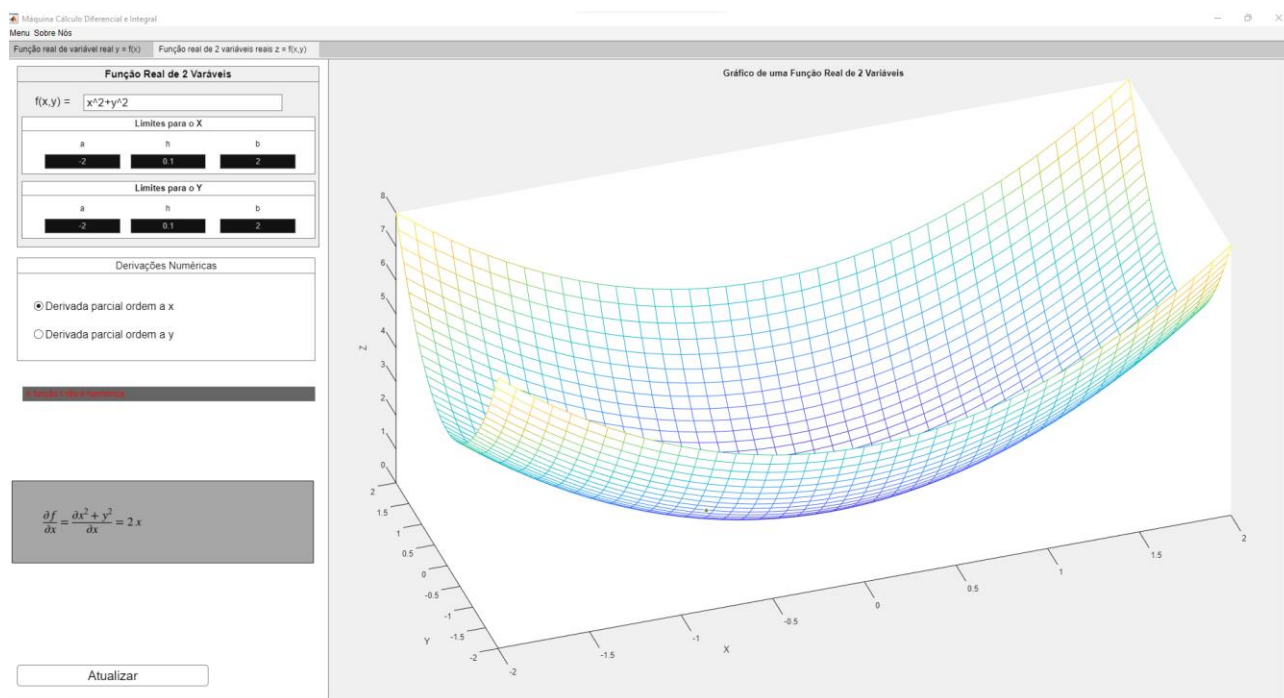 Máquina Cálculo Diferencial e Integral
Menu Sobre Nós
Função real de variável real y = f(x) Função real de 2 variáveis reais z = f(x,y)
Função Real de 2 Varáveis
f(x,y) = x^2+y^2
Limites para o X
a h b
-2 0.1 2
Limites para o Y
a h b
-2 0.1 2
Derivações Numéricas
Derivada parcial ordem a x
Derivada parcial ordem a y
∂f/∂x = ∂x^2 + y^2/∂x = 2 x
Atualizar
Gráfico de uma Função Real de 2 Variáveis
8
7
6
5
4
3
2
1
0
Z
2
1.5
1
0.5
0
-0.5
-1
-1.5
-2
Y
-2
-1.5
-1
-0.5
0
0.5
1
1.5
2
X